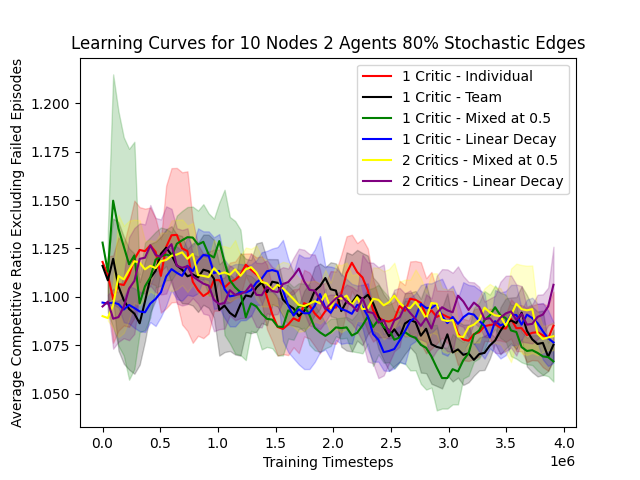 Learning Curves for 10 Nodes 2 Agents 80% Stochastic Edges
Average Competitive Ratio Excluding Failed Episodes
1.200
1.175
1.150
1.125
1.100
1.075
1.050
1 Critic - Individual
1 Critic - Team
1 Critic - Mixed at 0.5
1 Critic - Linear Decay
2 Critics - Mixed at 0.5
2 Critics - Linear Decay
0.0 0.5 1.0 1.5 2.0 2.5 3.0 3.5 4.0
1e6
Training Timesteps